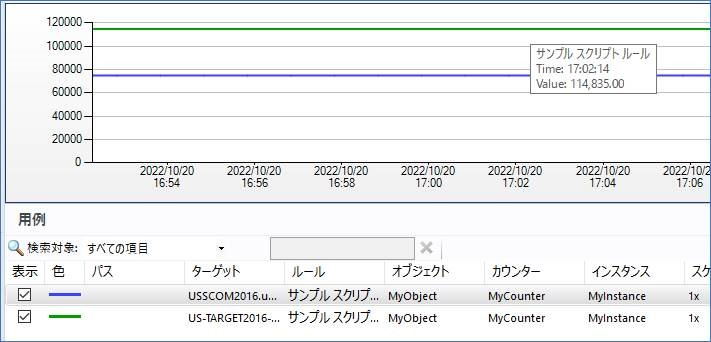 120000
100000
80000
60000
40000
20000
0
サンプル スクリプト ルール
Time: 17:02:14
Value: 114,835.00
2022/10/20 2022/10/20 2022/10/20 2022/10/20 2022/10/20 2022/10/20 2022/10/2
16:54 16:56 16:58 17:00 17:02 17:04 17:06
用例
検索対象: すべての項目
表示 色 パス ターゲット ルール オブジェクト カウンター インスタンス スケ
USSCOM2016.u... サンプル スクリプ... MyObject MyCounter MyInstance 1x
US-TARGET2016-... サンプル スクリプ... MyObject MyCounter MyInstance 1x